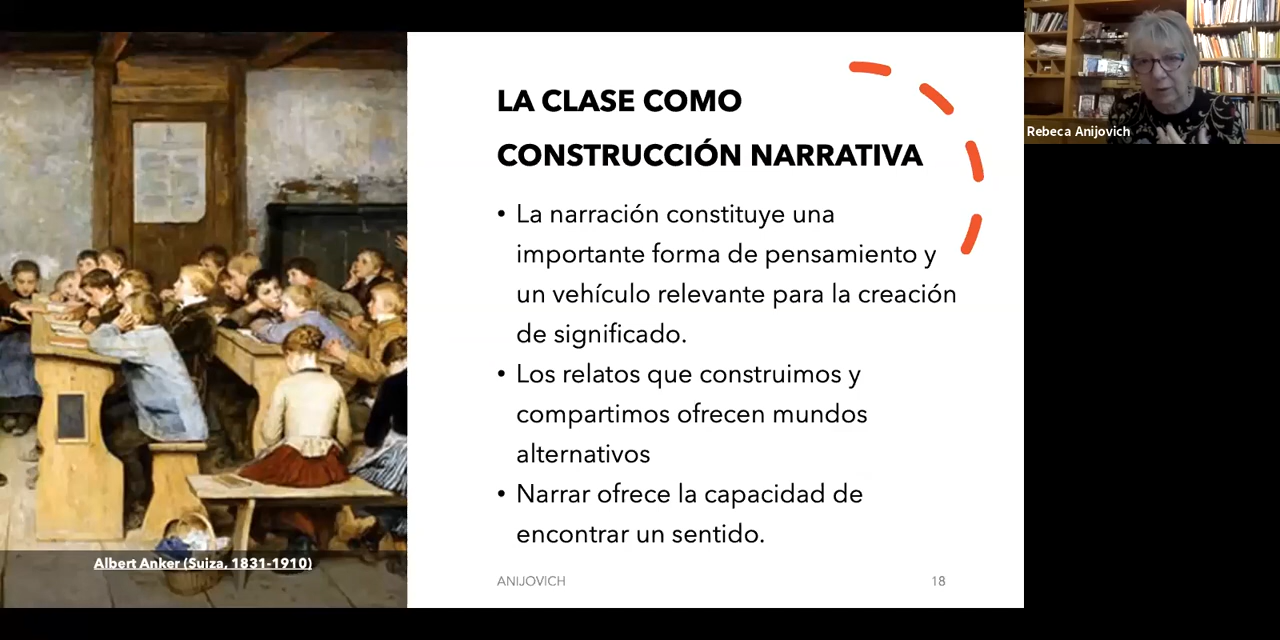 LA CLASE COMO
CONSTRUCCIÓN NARRATIVA
• La narración constituye una
importante forma de pensamiento y
un vehículo relevante para la creación
de significado.
• Los relatos que construimos y
compartimos ofrecen mundos
alternativos
• Narrar ofrece la capacidad de
encontrar un sentido.
Albert Anker (Suiza, 1831-1910)
ANIJOVICH
18
Rebeca Anijovich